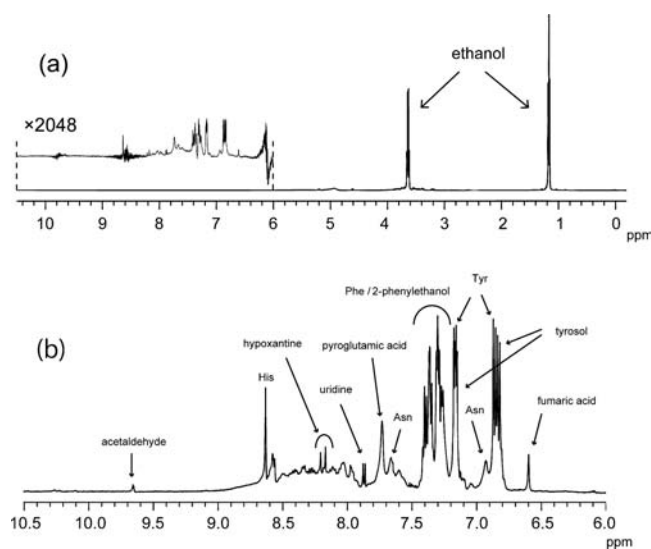 (a)
ethanol
×2048
10 9 8 7 6 5 4 3 2 1 0
ppm
(b)
Tyr
Phe / 2-phenylethanol
hypoxantine
pyroglutamic acid
tyrosol
His
uridine
Asn
Asn
fumaric acid
acetaldehyde
10.5 10.0 9.5 9.0 8.5 8.0 7.5 7.0 6.5 6.0
ppm